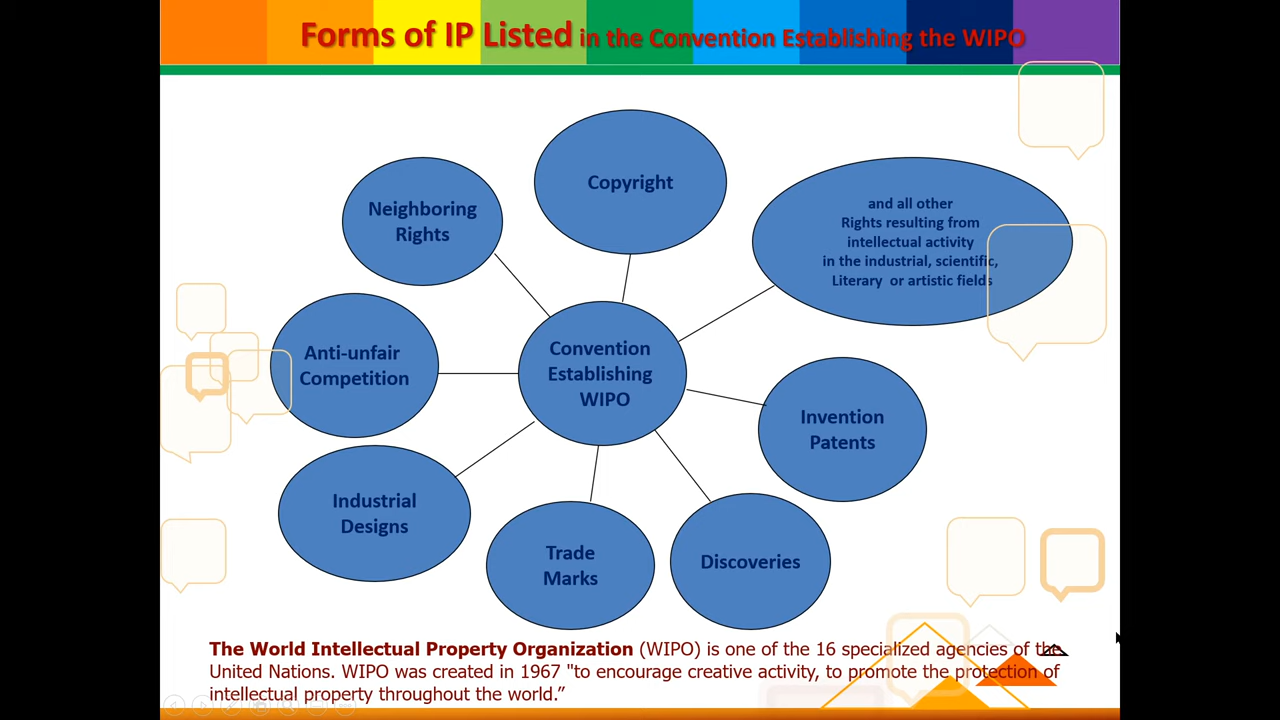 Forms of IP Listed in the Convention Establishing the WIPO
Copyright
Neighboring
Rights
and all other
Rights resulting from
intellectual activity
in the industrial, scientific,
Literary or artistic fields
Anti-unfair
Competition
Convention
Establishing
WIPO
Invention
Patents
Industrial
Designs
Trade
Marks
Discoveries
The World Intellectual Property Organization (WIPO) is one of the 16 specialized agencies of the
United Nations. WIPO was created in 1967 "to encourage creative activity, to promote the protection of
intellectual property throughout the world.”